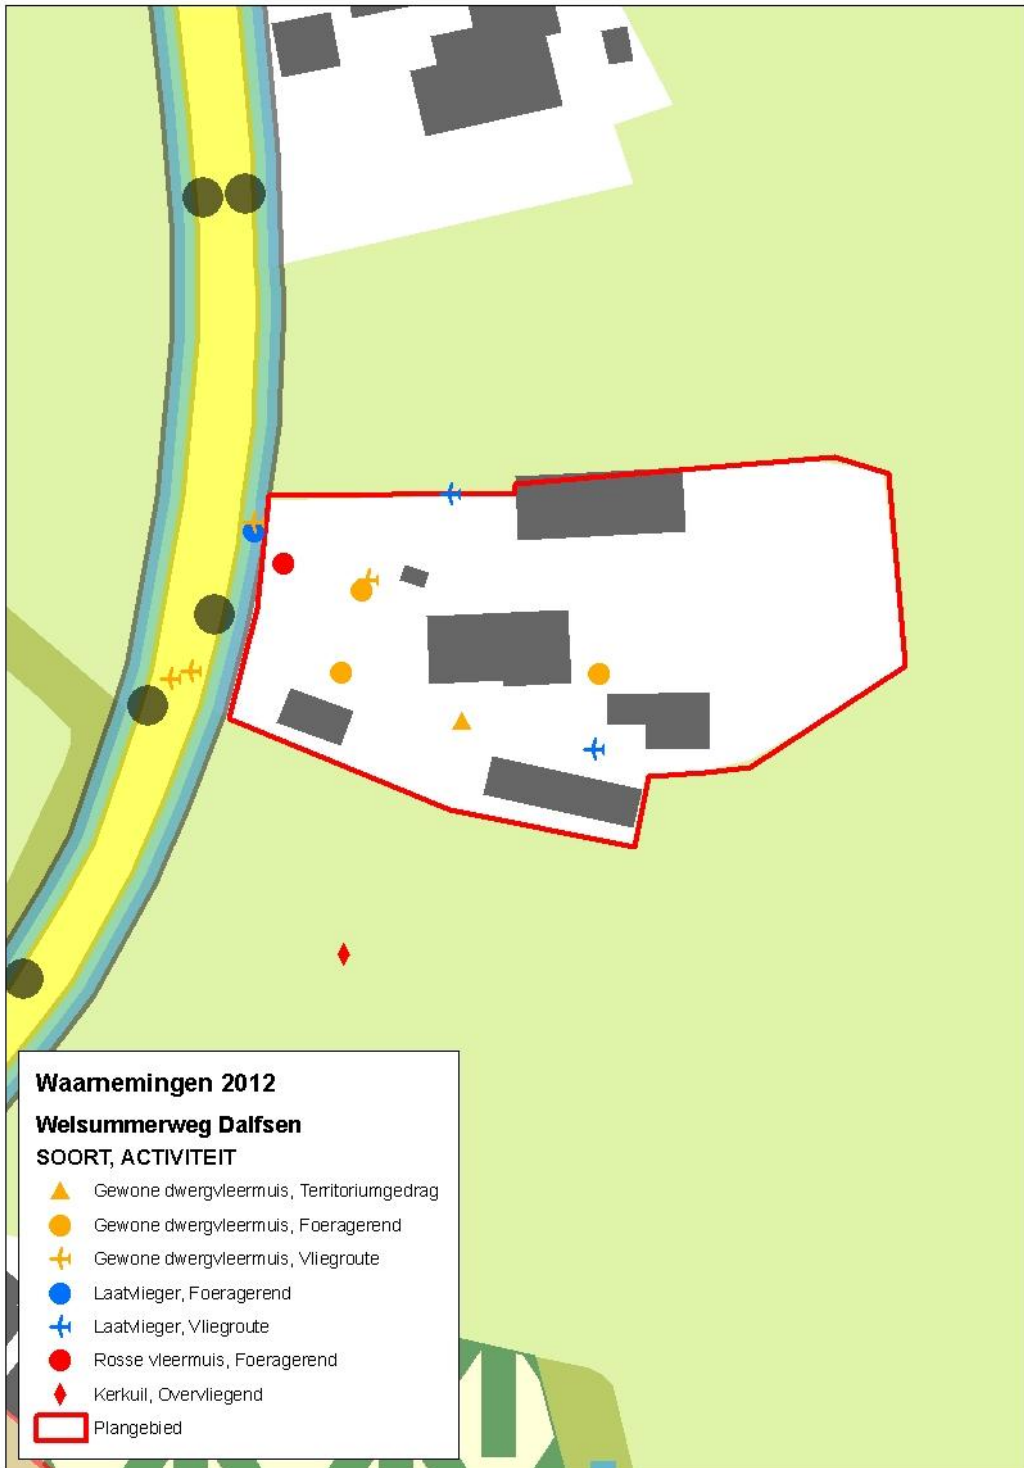 Waarnemingen 2012
Welsummerweg Dalfsen
SOORT, ACTIVITEIT
Gewone dwergvleermuis, Territoriumgedrag
Gewone dwergvleermuis, Foeragerend
Gewone dwergvleermuis, Vliegroute
Laatvlieger, Foeragerend
Laatvlieger, Vliegroute
Rosse vleermuis, Foeragerend
Kerkuil, Overvliegend
Plangebied